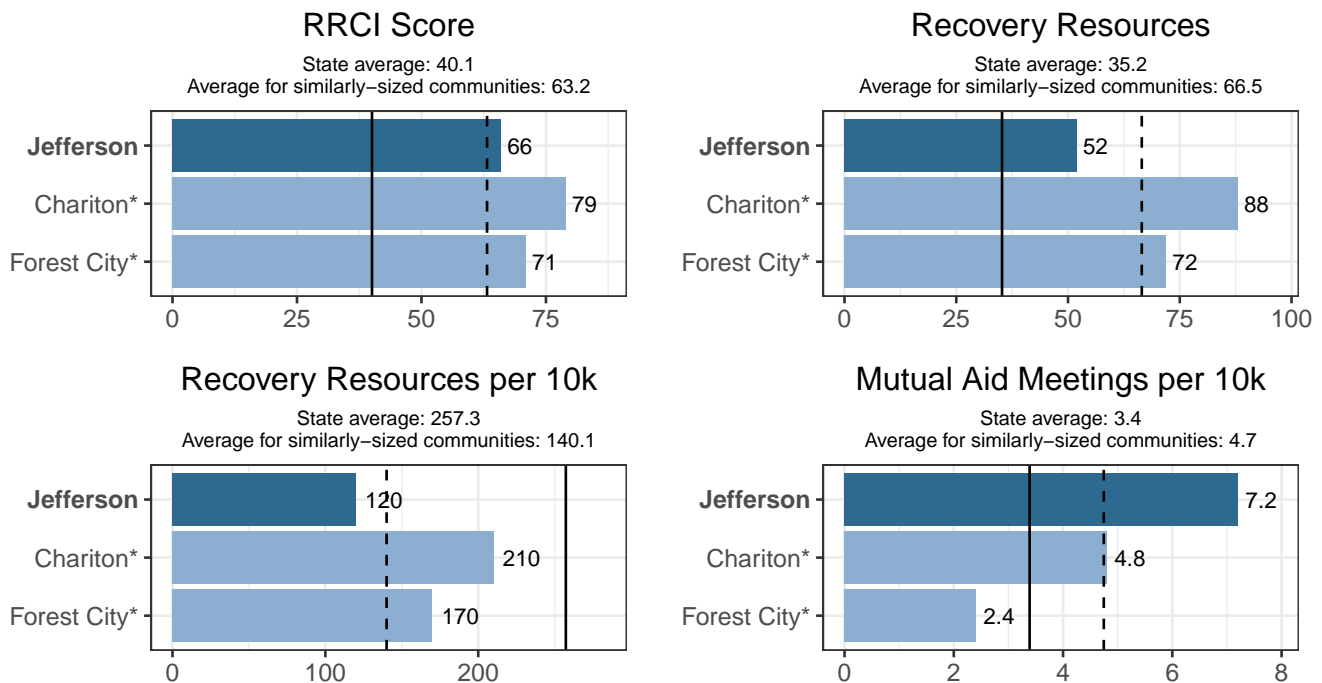 RRCI Score
State average: 40.1
Average for similarly−sized communities: 63.2
Jefferson
66
Chariton*
79
Forest City*
71
0 25 50 75
Recovery Resources
State average: 35.2
Average for similarly−sized communities: 66.5
Jefferson
52
Chariton*
88
Forest City*
72
0 25 50 75 100
Recovery Resources per 10k
State average: 257.3
Average for similarly−sized communities: 140.1
Jefferson
120
Chariton*
210
Forest City*
170
0 100 200
Mutual Aid Meetings per 10k
State average: 3.4
Average for similarly−sized communities: 4.7
Jefferson
7.2
Chariton*
4.8
Forest City*
2.4
0 2 4 6 8